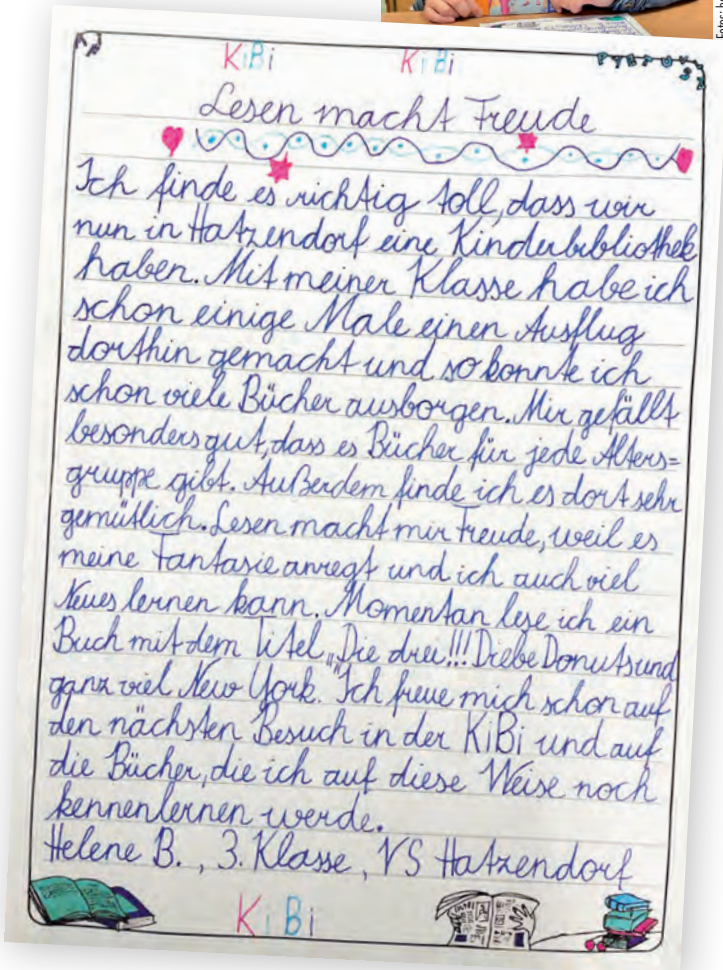 KiBi KiBi
Lesen macht Freude
Ich finde es richtig toll, dass wir
nun in Hatzendorf eine Kinderbibliothek
haben. Mit meiner Klasse habe ich
schon einige Male einen Ausflug
dorthin gemacht und so konnte ich
schon viele Bücher ausborgen. Mir gefällt
besonders gut, dass es Bücher für jede Alters=
gruppe gibt. Außerdem finde ich es dort sehr
gemütlich. Lesen macht mir Freude, weil es
meine Fantasie anregt und ich auch viel
Neues lernen kann. Momentan lese ich ein
Buch mit dem Titel „Die drei!!! Diebe Donuts und
ganz viel New York." Ich freue mich schon auf
den nächsten Besuch in der KiBi und auf
die Bücher, die ich auf diese Weise noch
kennenlernen werde.
Helene B., 3. Klasse, VS Hatzendorf
KiBi